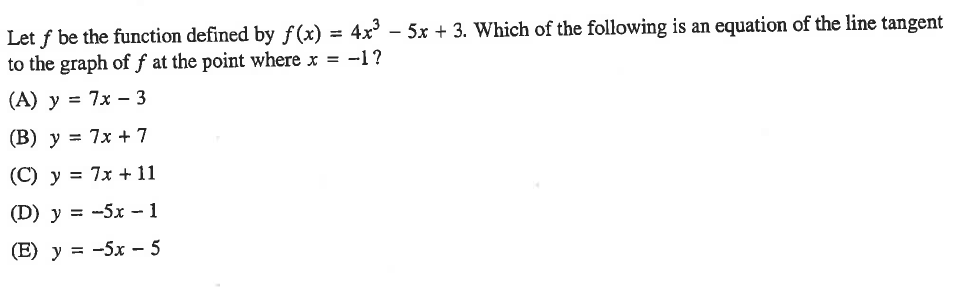 Let f be the function defined by f(x) = 4x³ – 5x + 3. Which of the following is an equation of the line tangent
to the graph of f at the point where x = –1?
(A) y = 7x – 3
(B) y = 7x + 7
(C) y = 7x + 11
(D) y = –5x – 1
(E) y = –5x – 5